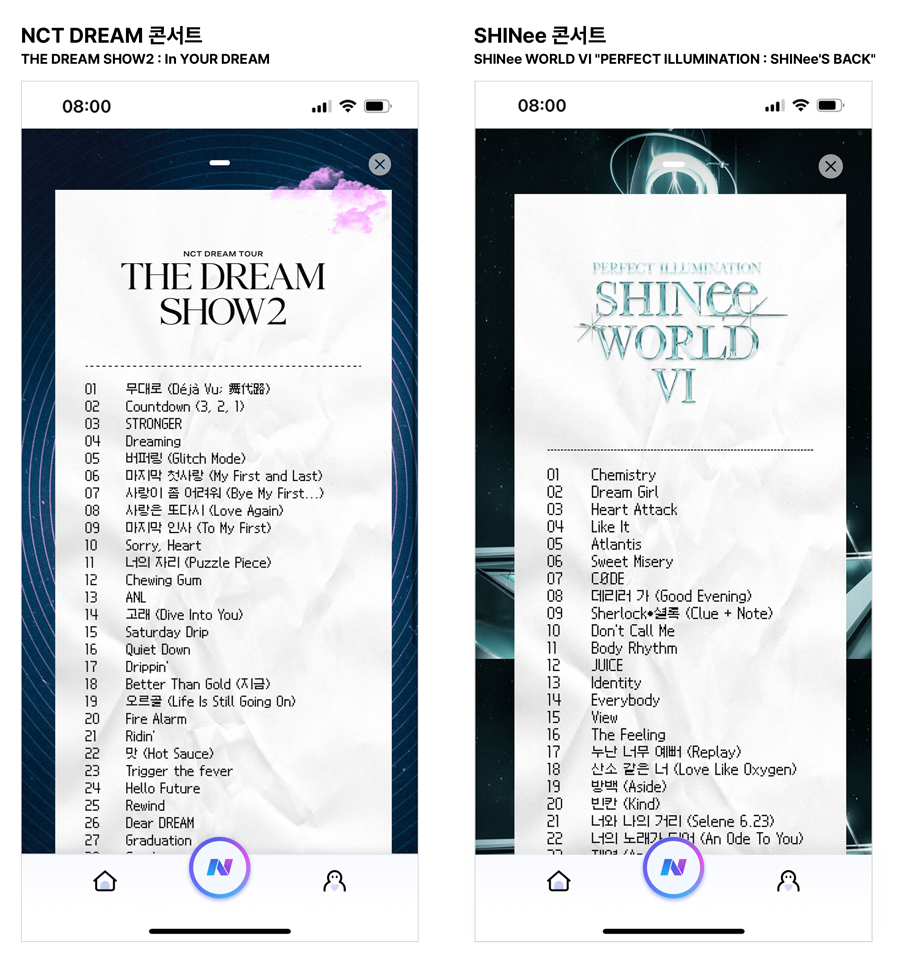 NCT DREAM 콘서트
THE DREAM SHOW2 : In YOUR DREAM
08:00
NCT DREAM TOUR
THE DREAM
SHOW2
01 무대로 (Déjà Vu; 舞代路)
02 Countdown (3, 2, 1)
03 STRONGER
04 Dreaming
05 버퍼링 (Glitch Mode)
06 마지막 첫사랑 (My First and Last)
07 사랑이 좀 어려워 (Bye My First...)
08 사랑은 또다시 (Love Again)
09 마지막 인사 (To My First)
10 Sorry, Heart
11 너의 자리 (Puzzle Piece)
12 Chewing Gum
13 ANL
14 고래 (Dive Into You)
15 Saturday Drip
16 Quiet Down
17 Drippin'
18 Better Than Gold (지금)
19 오르골 (Life Is Still Going On)
20 Fire Alarm
21 Ridin'
22 맛 (Hot Sauce)
23 Trigger the fever
24 Hello Future
25 Rewind
26 Dear DREAM
27 Graduation
SHINee 콘서트
SHINee WORLD VI "PERFECT ILLUMINATION : SHINee'S BACK"
08:00
PERFECT ILLUMINATION
SHINee
WORLD
VI
01 Chemistry
02 Dream Girl
03 Heart Attack
04 Like It
05 Atlantis
06 Sweet Misery
07 CØDE
08 데리러 가 (Good Evening)
09 Sherlock•셜록 (Clue + Note)
10 Don't Call Me
11 Body Rhythm
12 JUICE
13 Identity
14 Everybody
15 View
16 The Feeling
17 누난 너무 예뻐 (Replay)
18 산소 같은 너 (Love Like Oxygen)
19 방백 (Aside)
20 빈칸 (Kind)
21 너와 나의 거리 (Selene 6.23)
22 너의 노래가 되어 (An Ode To You)